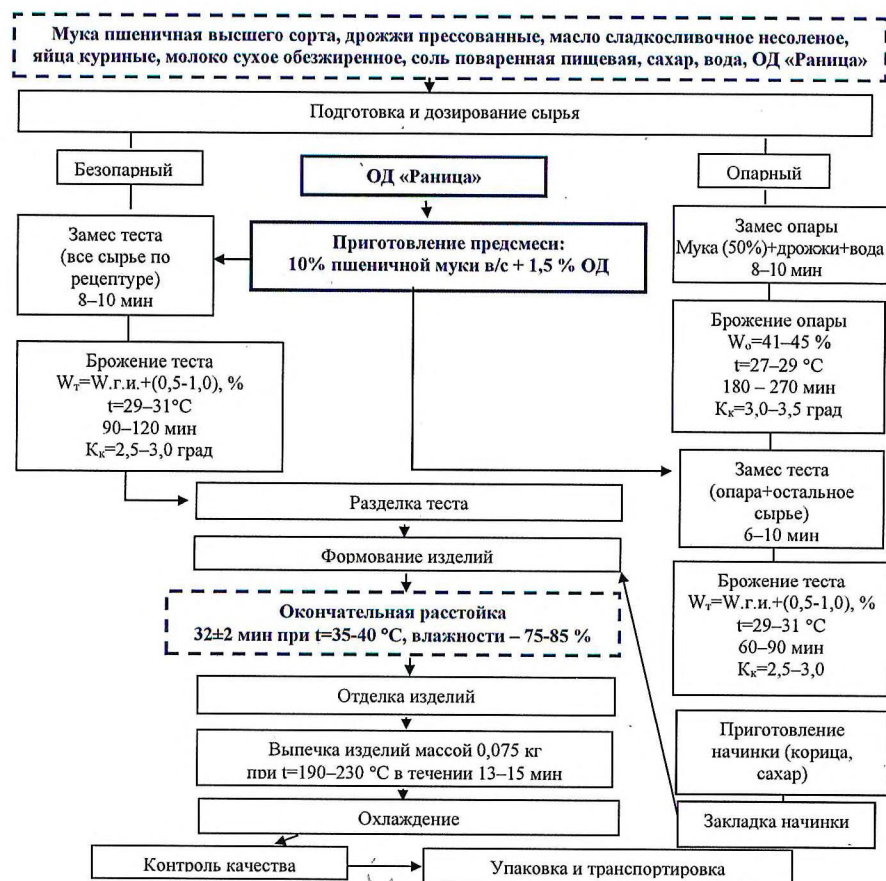 Мука пшеничная высшего сорта, дрожжи прессованные, масло сладкосливочное несоленое,
яйца куриные, молоко сухое обезжиренное, соль поваренная пищевая, сахар, вода, ОД «Раница»
Подготовка и дозирование сырья
Безопарный
ОД «Раница»
Опарный
Замес теста
(все сырье по
рецептуре)
8–10 мин
Приготовление предсмеси:
10% пшеничной муки в/с + 1,5 % ОД
Замес опары
Мука (50%)+дрожжи+вода
8–10 мин
Брожение теста
Wт=W.г.и.+(0,5-1,0), %
t=29–31°C
90–120 мин
Kк=2,5–3,0 град
Брожение опары
Wо=41–45 %
t=27–29 °C
180 – 270 мин
Kк=3,0–3,5 град
Замес теста
(опара+остальное
сырье)
6–10 мин
Разделка теста
Формование изделий
Окончательная расстойка
32±2 мин при t=35-40 °C, влажности – 75-85 %
Брожение теста
Wт=W.г.и.+(0,5-1,0), %
t=29–31 °C
60–90 мин
Kк=2,5–3,0
Отделка изделий
Выпечка изделий массой 0,075 кг
при t=190–230 °C в течении 13–15 мин
Приготовление
начинки (корица,
сахар)
Охлаждение
Закладка начинки
Контроль качества
Упаковка и транспортировка